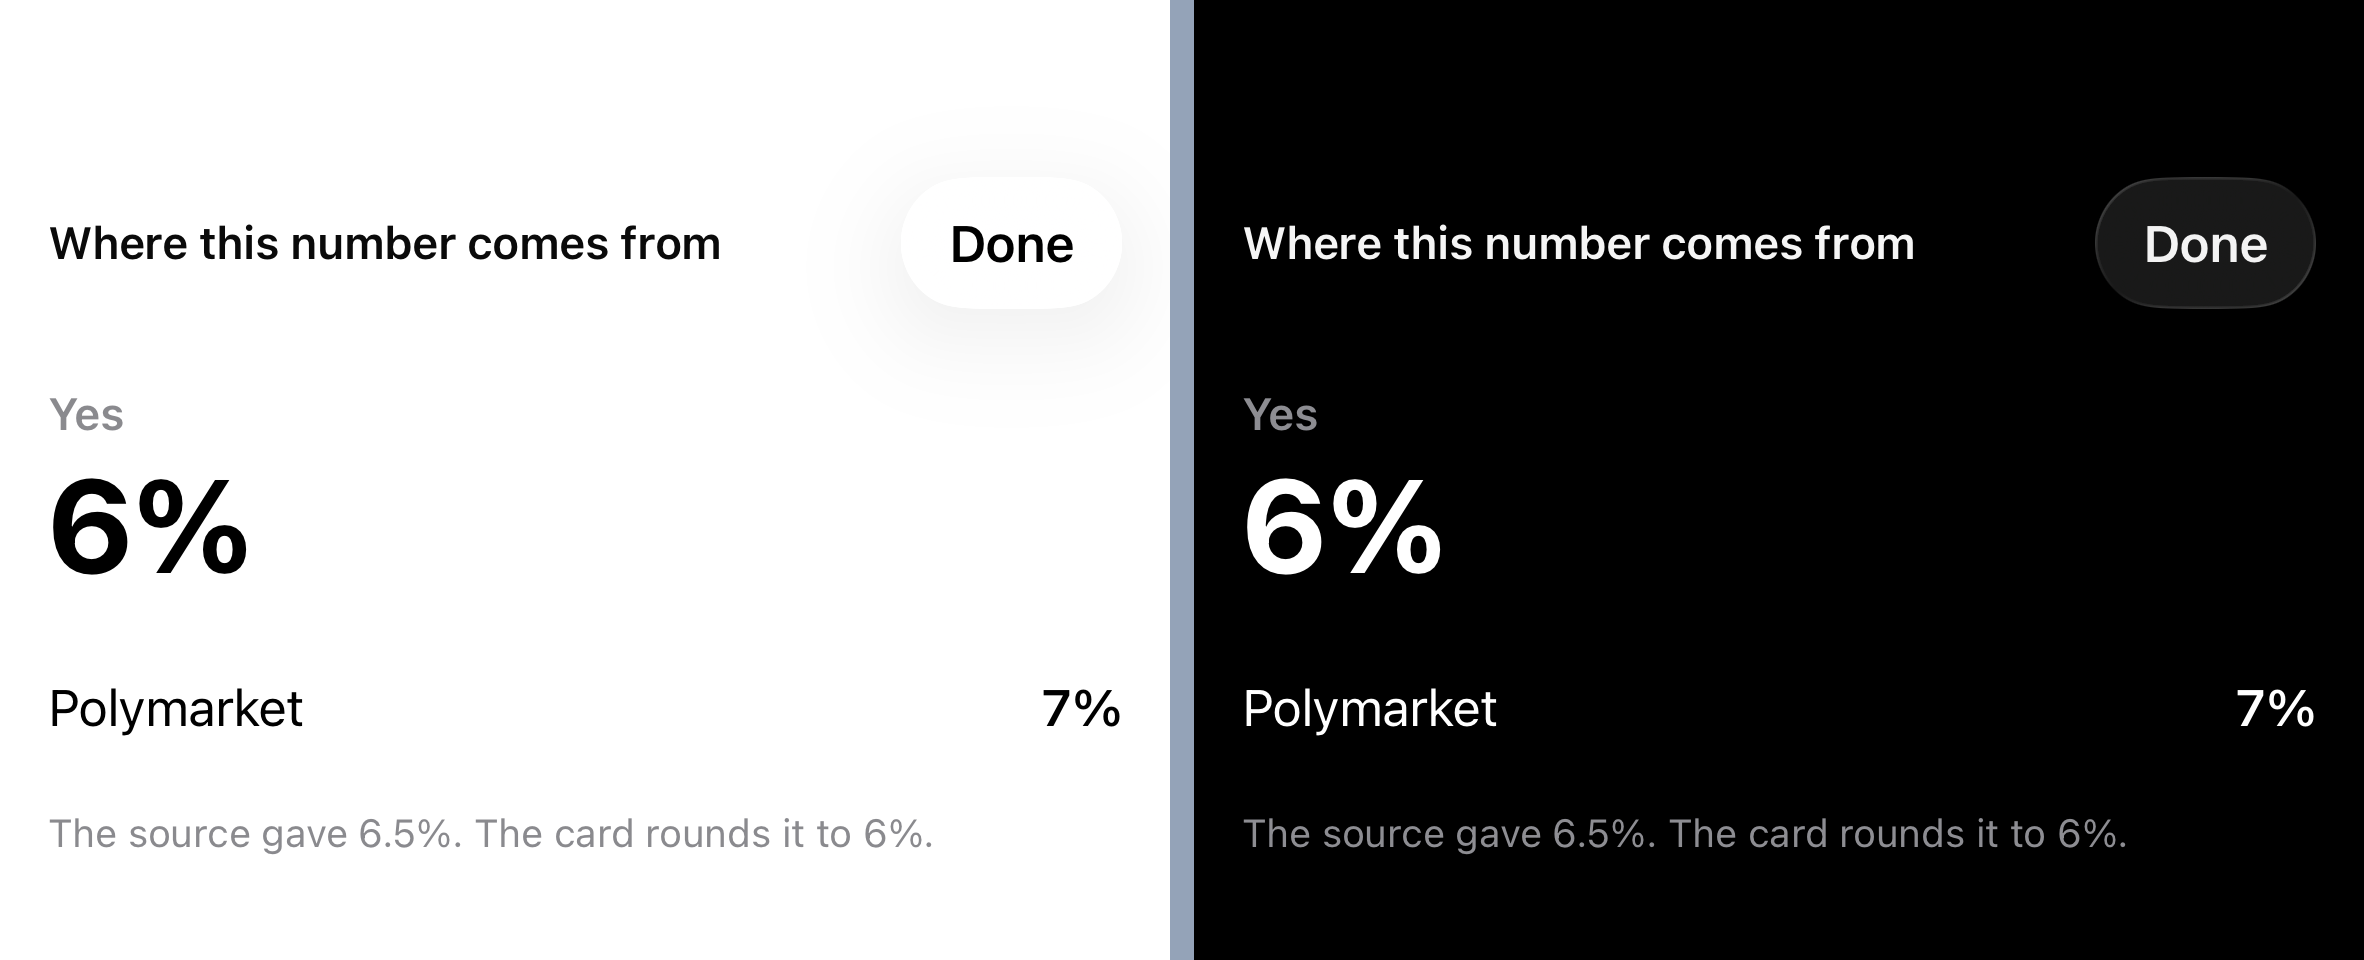 Where this number comes from
Done
Yes
6%
Polymarket
7%
The source gave 6.5%. The card rounds it to 6%.
Where this number comes from
Done
Yes
6%
Polymarket
7%
The source gave 6.5%. The card rounds it to 6%.